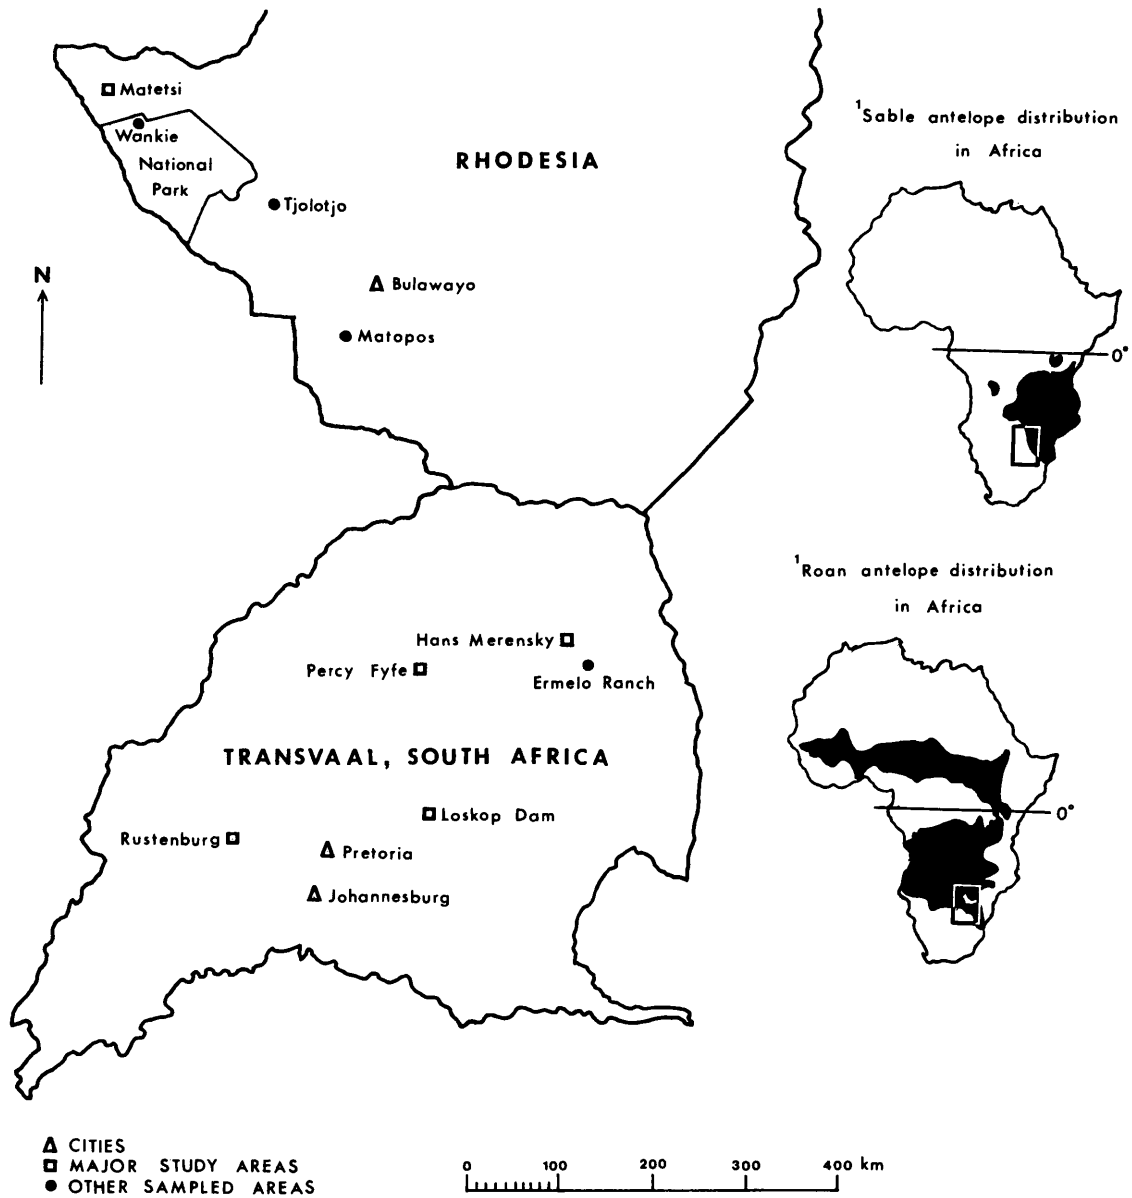 Matetsi
Wankie
National
Park
RHODESIA
Tjolotjo
N
Bulawayo
Matopos
1Sable antelope distribution
in Africa
0°
1Roan antelope distribution
in Africa
0°
Hans Merensky
Percy Fyfe
Ermelo Ranch
TRANSVAAL, SOUTH AFRICA
Loskop Dam
Rustenburg
Pretoria
Johannesburg
CITIES
MAJOR STUDY AREAS
OTHER SAMPLED AREAS
0 100 200 300 400 km